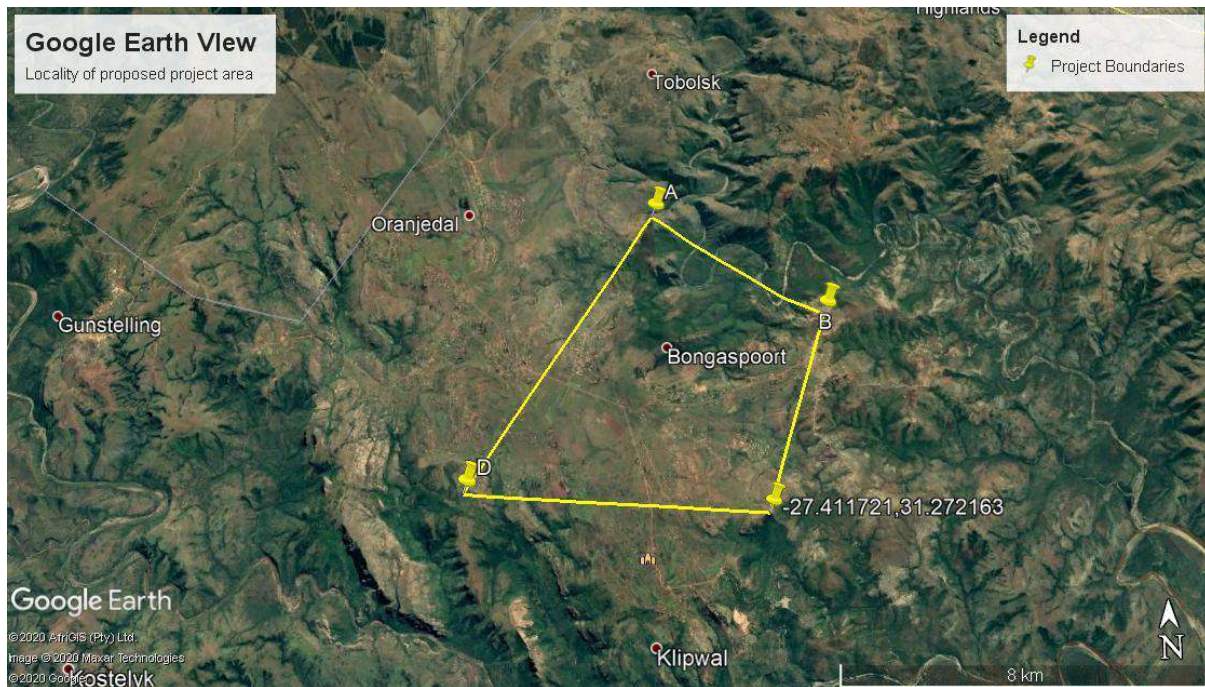 Google Earth View
Locality of proposed project area
Highlands
Legend
Project Boundaries
Tobolsk
A
Oranjedal
B
Gunstelling
Bongaspoort
D
-27.411721,31.272163
Google Earth
© 2020 AfriGIS (Pty) Ltd.
Image © 2020 Maxar Technologies
© 2020 Google
Kostelyk
Klipwal
N
8 km